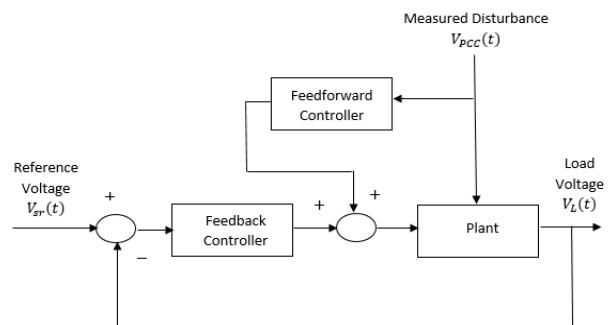 Measured Disturbance
V_PCC(t)
Feedforward
Controller
Reference
Voltage
V_sr(t)
+
+
+
−
Feedback
Controller
Plant
Load
Voltage
V_L(t)